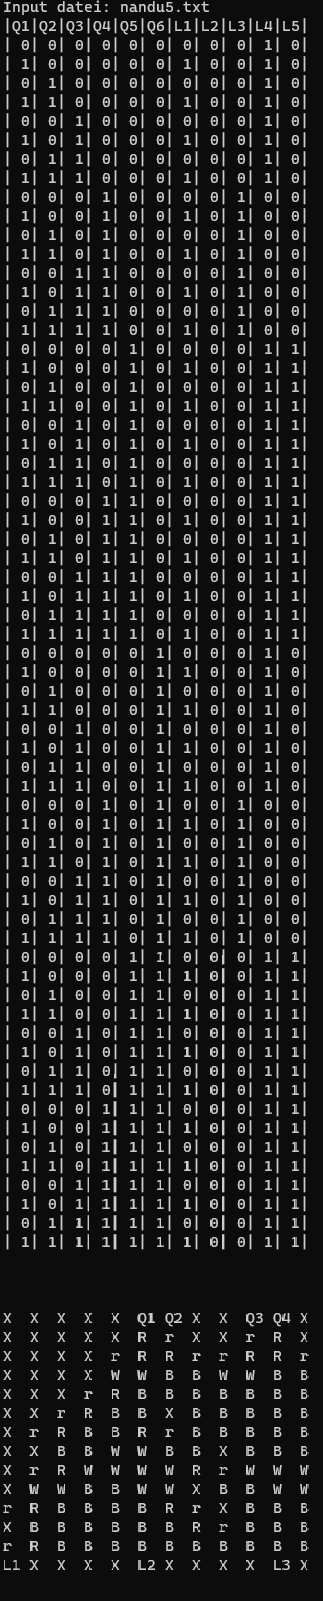 Input datei: nandu5.txt
|Q1|Q2|Q3|Q4|Q5|Q6|L1|L2|L3|L4|L5|
| 0| 0| 0| 0| 0| 0| 0| 0| 0| 1| 0|
| 1| 0| 0| 0| 0| 0| 1| 0| 0| 1| 0|
| 0| 1| 0| 0| 0| 0| 0| 0| 0| 1| 0|
| 1| 1| 0| 0| 0| 0| 1| 0| 0| 1| 0|
| 0| 0| 1| 0| 0| 0| 0| 0| 0| 1| 0|
| 1| 0| 1| 0| 0| 0| 1| 0| 0| 1| 0|
| 0| 1| 1| 0| 0| 0| 0| 0| 0| 1| 0|
| 1| 1| 1| 0| 0| 0| 1| 0| 0| 1| 0|
| 0| 0| 0| 1| 0| 0| 0| 0| 1| 0| 0|
| 1| 0| 0| 1| 0| 0| 1| 0| 1| 0| 0|
| 0| 1| 0| 1| 0| 0| 0| 0| 1| 0| 0|
| 1| 1| 0| 1| 0| 0| 1| 0| 1| 0| 0|
| 0| 0| 1| 1| 0| 0| 0| 0| 1| 0| 0|
| 1| 0| 1| 1| 0| 0| 1| 0| 1| 0| 0|
| 0| 1| 1| 1| 0| 0| 0| 0| 1| 0| 0|
| 1| 1| 1| 1| 0| 0| 1| 0| 1| 0| 0|
| 0| 0| 0| 0| 1| 0| 0| 0| 0| 1| 1|
| 1| 0| 0| 0| 1| 0| 1| 0| 0| 1| 1|
| 0| 1| 0| 0| 1| 0| 0| 0| 0| 1| 1|
| 1| 1| 0| 0| 1| 0| 1| 0| 0| 1| 1|
| 0| 0| 1| 0| 1| 0| 0| 0| 0| 1| 1|
| 1| 0| 1| 0| 1| 0| 1| 0| 0| 1| 1|
| 0| 1| 1| 0| 1| 0| 0| 0| 0| 1| 1|
| 1| 1| 1| 0| 1| 0| 1| 0| 0| 1| 1|
| 0| 0| 0| 1| 1| 0| 0| 0| 0| 1| 1|
| 1| 0| 0| 1| 1| 0| 1| 0| 0| 1| 1|
| 0| 1| 0| 1| 1| 0| 0| 0| 0| 1| 1|
| 1| 1| 0| 1| 1| 0| 1| 0| 0| 1| 1|
| 0| 0| 1| 1| 1| 0| 0| 0| 0| 1| 1|
| 1| 0| 1| 1| 1| 0| 1| 0| 0| 1| 1|
| 0| 1| 1| 1| 1| 0| 0| 0| 0| 1| 1|
| 1| 1| 1| 1| 1| 0| 1| 0| 0| 1| 1|
| 0| 0| 0| 0| 0| 1| 0| 0| 0| 1| 0|
| 1| 0| 0| 0| 0| 1| 1| 0| 0| 1| 0|
| 0| 1| 0| 0| 0| 1| 0| 0| 0| 1| 0|
| 1| 1| 0| 0| 0| 1| 1| 0| 0| 1| 0|
| 0| 0| 1| 0| 0| 1| 0| 0| 0| 1| 0|
| 1| 0| 1| 0| 0| 1| 1| 0| 0| 1| 0|
| 0| 1| 1| 0| 0| 1| 0| 0| 0| 1| 0|
| 1| 1| 1| 0| 0| 1| 1| 0| 0| 1| 0|
| 0| 0| 0| 1| 0| 1| 0| 0| 1| 0| 0|
| 1| 0| 0| 1| 0| 1| 1| 0| 1| 0| 0|
| 0| 1| 0| 1| 0| 1| 0| 0| 1| 0| 0|
| 1| 1| 0| 1| 0| 1| 1| 0| 1| 0| 0|
| 0| 0| 1| 1| 0| 1| 0| 0| 1| 0| 0|
| 1| 0| 1| 1| 0| 1| 1| 0| 1| 0| 0|
| 0| 1| 1| 1| 0| 1| 0| 0| 1| 0| 0|
| 1| 1| 1| 1| 0| 1| 1| 0| 1| 0| 0|
| 0| 0| 0| 0| 1| 1| 0| 0| 0| 1| 1|
| 1| 0| 0| 0| 1| 1| 1| 0| 0| 1| 1|
| 0| 1| 0| 0| 1| 1| 0| 0| 0| 1| 1|
| 1| 1| 0| 0| 1| 1| 1| 0| 0| 1| 1|
| 0| 0| 1| 0| 1| 1| 0| 0| 0| 1| 1|
| 1| 0| 1| 0| 1| 1| 1| 0| 0| 1| 1|
| 0| 1| 1| 0| 1| 1| 0| 0| 0| 1| 1|
| 1| 1| 1| 0| 1| 1| 1| 0| 0| 1| 1|
| 0| 0| 0| 1| 1| 1| 0| 0| 0| 1| 1|
| 1| 0| 0| 1| 1| 1| 1| 0| 0| 1| 1|
| 0| 1| 0| 1| 1| 1| 0| 0| 0| 1| 1|
| 1| 1| 0| 1| 1| 1| 1| 0| 0| 1| 1|
| 0| 0| 1| 1| 1| 1| 0| 0| 0| 1| 1|
| 1| 0| 1| 1| 1| 1| 1| 0| 0| 1| 1|
| 0| 1| 1| 1| 1| 1| 0| 0| 0| 1| 1|
| 1| 1| 1| 1| 1| 1| 1| 0| 0| 1| 1|
X  X  X  X  X  Q1 Q2 X  X  Q3 Q4 X
X  X  X  X  X  R  r  X  X  r  R  X
X  X  X  X  r  R  R  r  r  R  R  r
X  X  X  X  W  W  B  B  W  W  B  B
X  X  X  r  R  B  B  B  B  B  B  B
X  X  r  R  B  B  X  B  B  B  B  B
X  r  R  B  B  R  r  B  B  B  B  B
X  X  B  B  W  W  B  B  X  B  B  B
X  r  R  W  W  W  W  R  r  W  W  W
X  W  W  B  B  W  W  X  B  B  W  W
r  R  B  B  B  B  R  r  X  B  B  B
X  B  B  B  B  B  B  R  r  B  B  B
r  R  B  B  B  B  B  B  B  B  B  B
L1 X  X  X  X  L2 X  X  X  X  L3 X